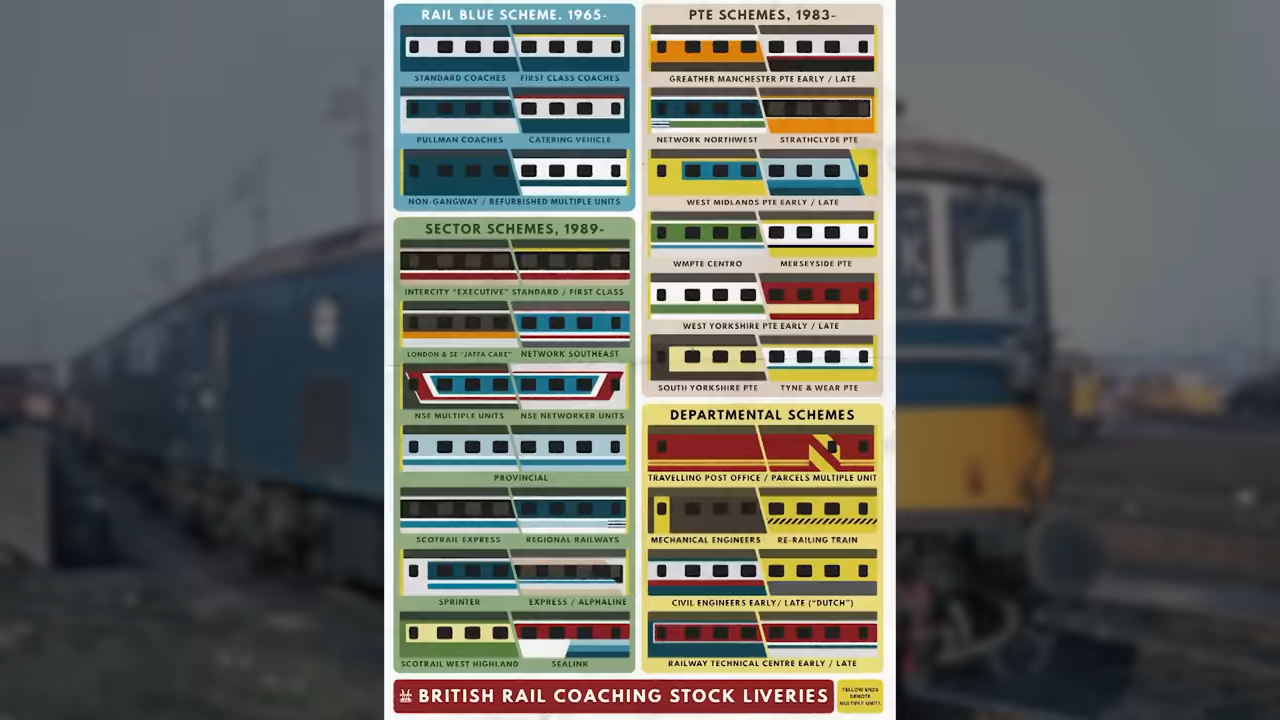 RAIL BLUE SCHEME. 1965-
STANDARD COACHES
FIRST CLASS COACHES
PULLMAN COACHES
CATERING VEHICLE
NON-GANGWAY / REFURBISHED MULTIPLE UNITS
SECTOR SCHEMES, 1989-
INTERCITY "EXECUTIVE" STANDARD / FIRST CLASS
LONDON & SE "JAFFA CAKE"
NETWORK SOUTHEAST
NSE MULTIPLE UNITS
NSE NETWORKER UNITS
PROVINCIAL
SCOTRAIL EXPRESS
REGIONAL RAILWAYS
SPRINTER
EXPRESS / ALPHALINE
SCOTRAIL WEST HIGHLAND
SEALINK
PTE SCHEMES, 1983-
GREATHER MANCHESTER PTE EARLY / LATE
NETWORK NORTHWEST
STRATHCLYDE PTE
WEST MIDLANDS PTE EARLY / LATE
WMPTE CENTRO
MERSEYSIDE PTE
WEST YORKSHIRE PTE EARLY / LATE
SOUTH YORKSHIRE PTE
TYNE & WEAR PTE
DEPARTMENTAL SCHEMES
TRAVELLING POST OFFICE / PARCELS MULTIPLE UNIT
MECHANICAL ENGINEERS
RE-RAILING TRAIN
CIVIL ENGINEERS EARLY/ LATE ("DUTCH")
RAILWAY TECHNICAL CENTRE EARLY / LATE
BRITISH RAIL COACHING STOCK LIVERIES
YELLOW ENDS
DENOTE
MULTIPLE UNITS